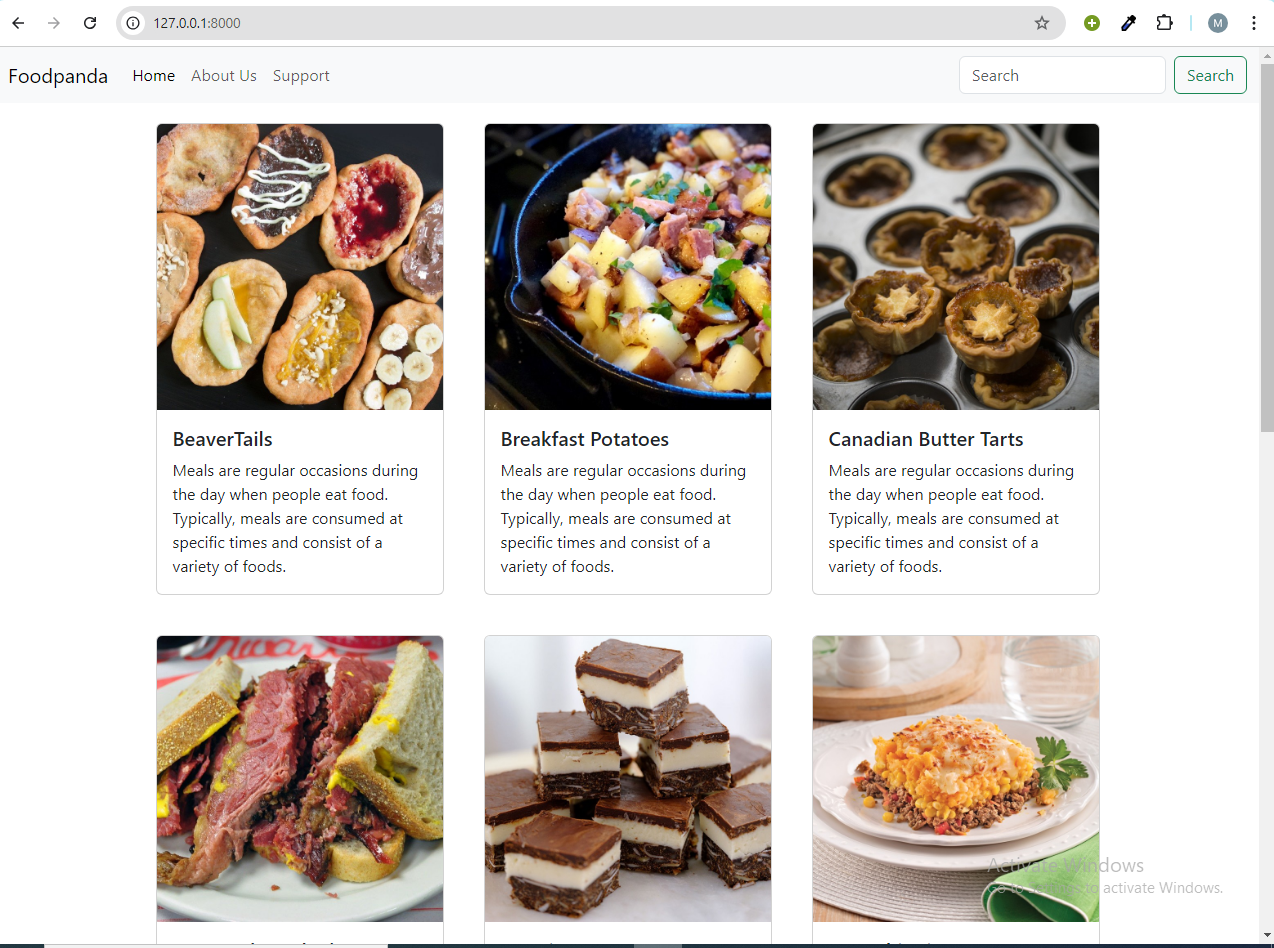 127.0.0.1:8000
M
Foodpanda Home About Us Support Search Search
BeaverTails
Meals are regular occasions during
the day when people eat food.
Typically, meals are consumed at
specific times and consist of a
variety of foods.
Breakfast Potatoes
Meals are regular occasions during
the day when people eat food.
Typically, meals are consumed at
specific times and consist of a
variety of foods.
Canadian Butter Tarts
Meals are regular occasions during
the day when people eat food.
Typically, meals are consumed at
specific times and consist of a
variety of foods.
Activate Windows
Go to Settings to activate Windows.